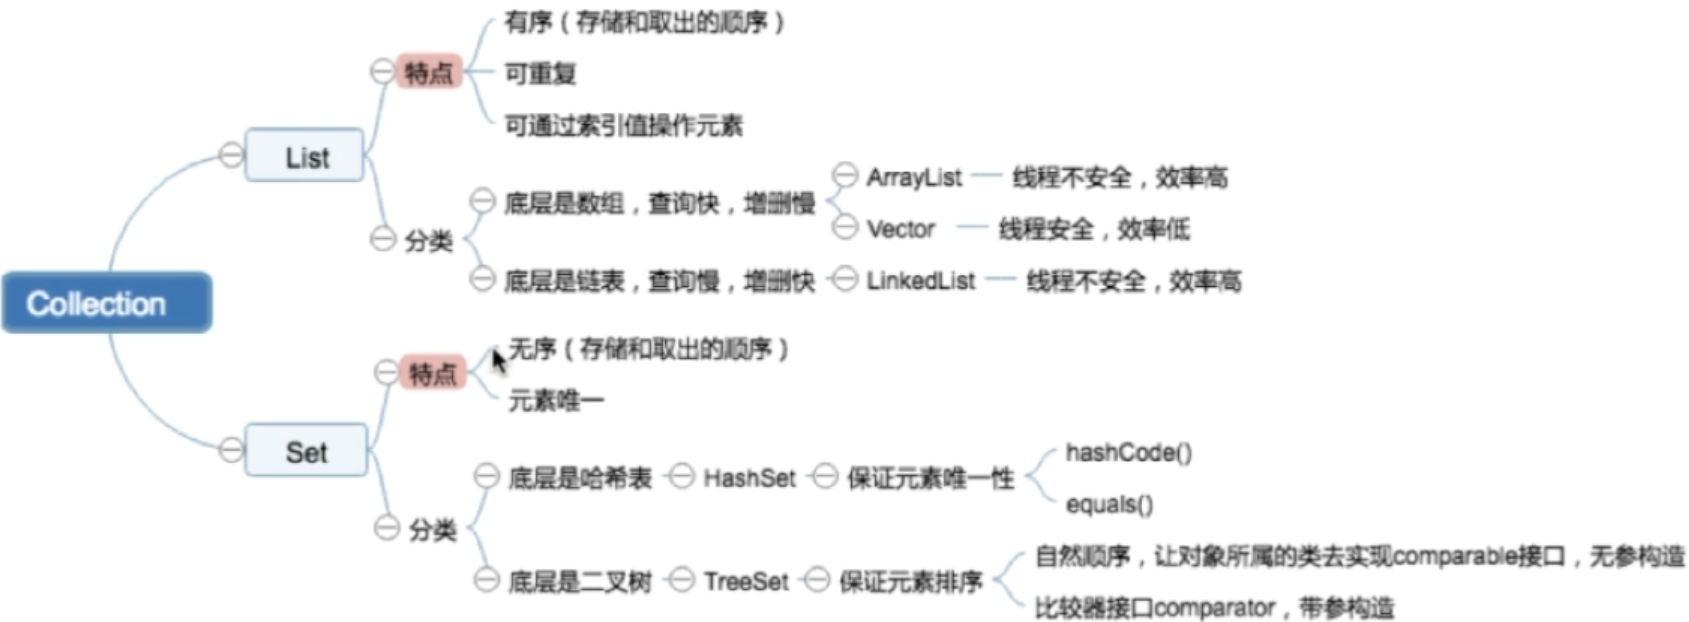 有序（存储和取出的顺序）
特点
可重复
可通过索引值操作元素
List
ArrayList
线程不安全，效率高
底层是数组，查询快，增删慢
Vector
线程安全，效率低
分类
底层是链表，查询慢，增删快
LinkedList
线程不安全，效率高
Collection
无序（存储和取出的顺序）
特点
元素唯一
Set
hashCode()
底层是哈希表
HashSet
保证元素唯一性
equals()
分类
自然顺序，让对象所属的类去实现comparable接口，无参构造
底层是二叉树
TreeSet
保证元素排序
比较器接口comparator，带参构造